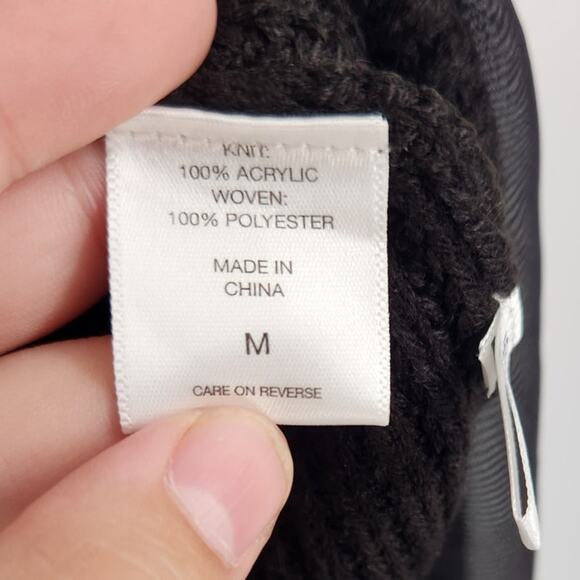 KNIT:
100% ACRYLIC
WOVEN:
100% POLYESTER
MADE IN
CHINA
M
CARE ON REVERSE